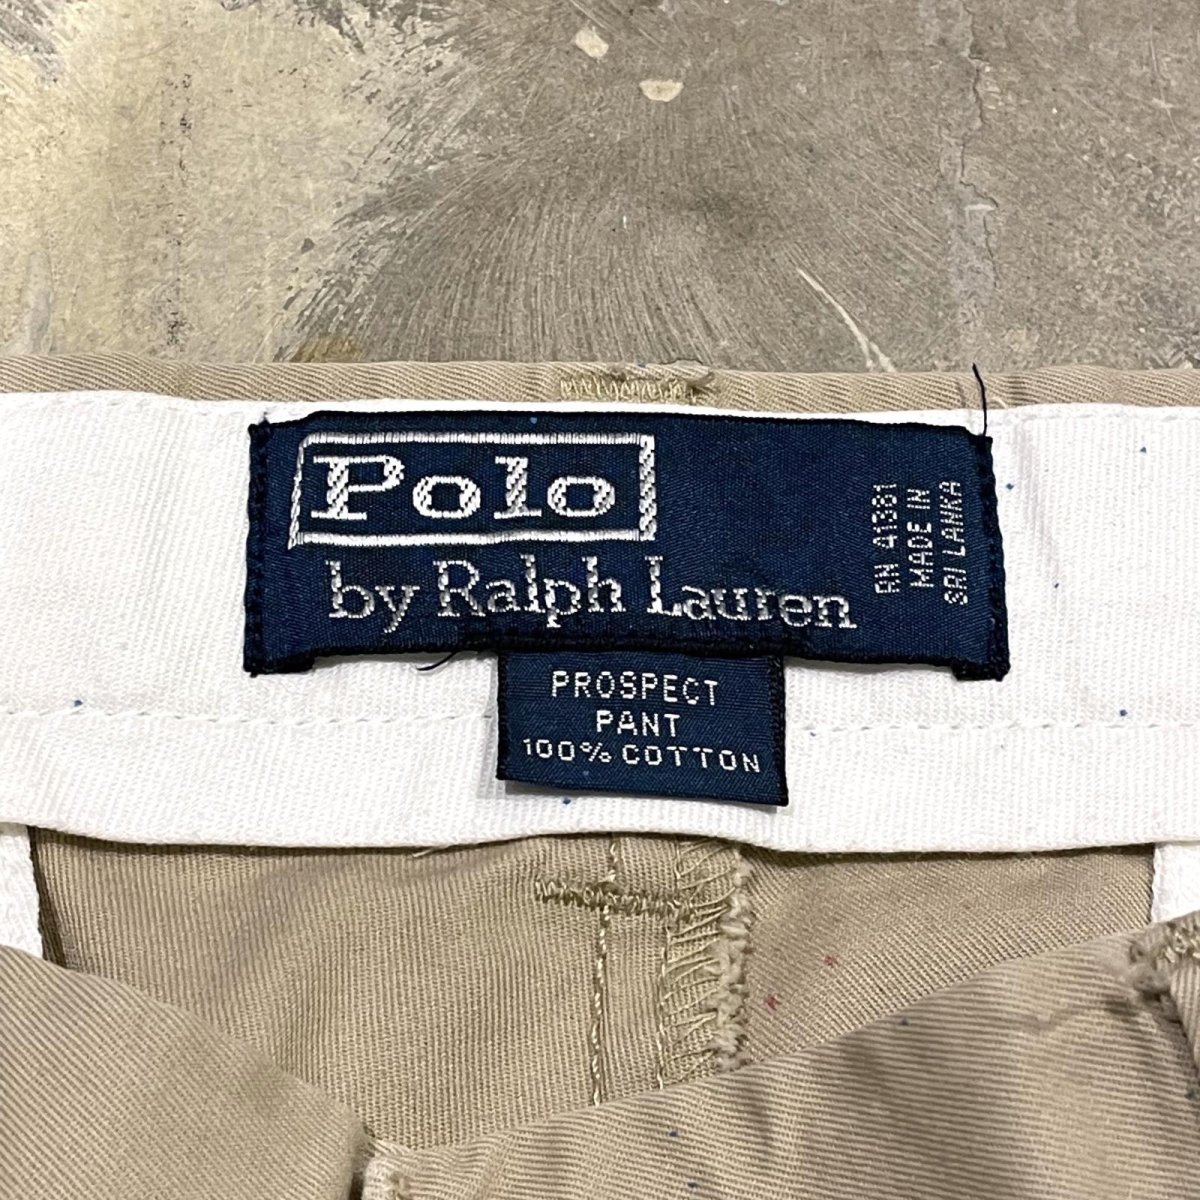 Polo
by Ralph Lauren
RN 41381
MADE IN
SRI LANKA
PROSPECT
PANT
100% COTTON